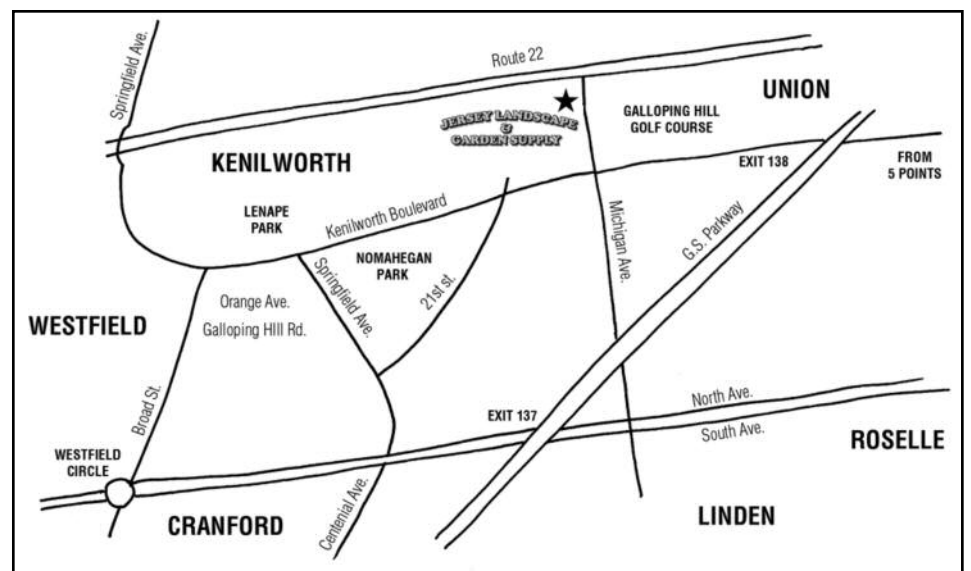 Springfield Ave.
Route 22
UNION
JERSEY LANDSCAPE
&
GARDEN SUPPLY
GALLOPING HILL
GOLF COURSE
KENILWORTH
EXIT 138
FROM
5 POINTS
LENAPE
PARK
Kenilworth Boulevard
Michigan Ave.
G.S. Parkway
NOMAHEGAN
PARK
Springfield Ave.
21st st.
Orange Ave.
Galloping Hill Rd.
WESTFIELD
Broad St.
EXIT 137
North Ave.
South Ave.
ROSELLE
WESTFIELD
CIRCLE
CRANFORD
Centenial Ave.
LINDEN